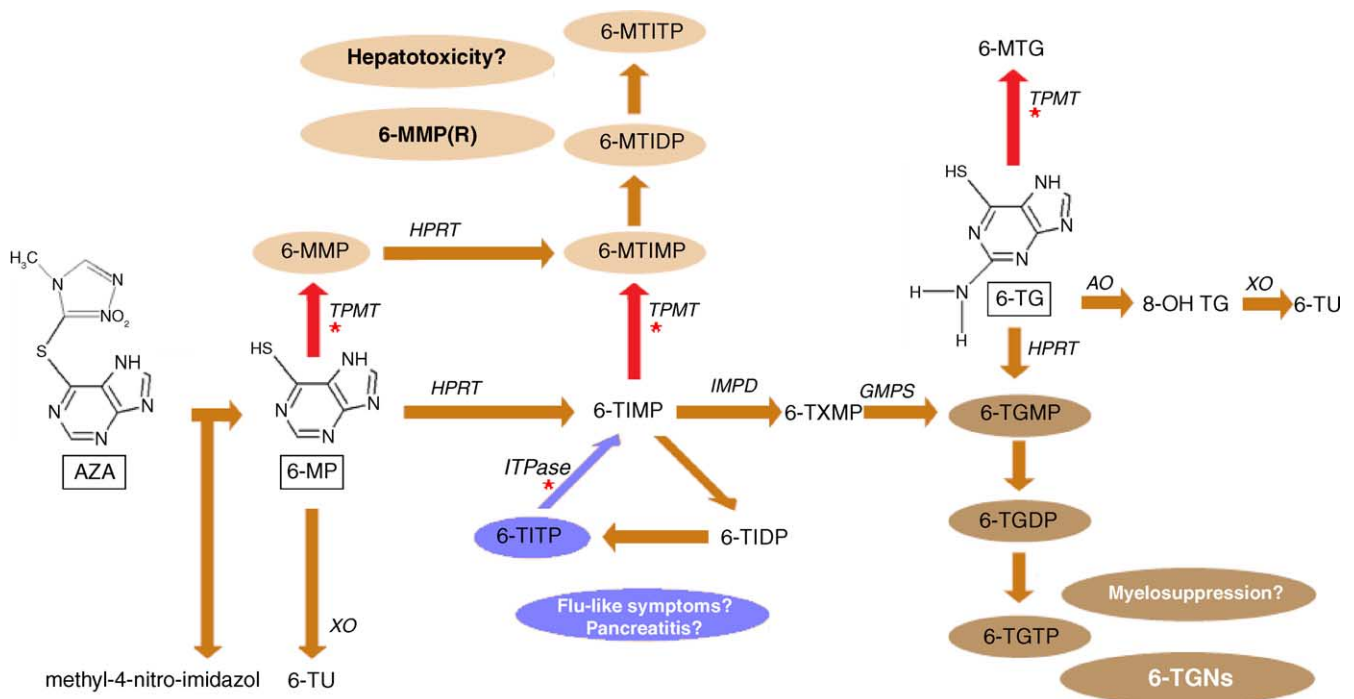 6-MTITP
Hepatotoxicity?
6-MTG
TPMT
*
6-MMP(R)
6-MTIDP
HS
NH
N
N
N
HPRT
6-MMP
6-MTIMP
H3C
N
N
NO2
S
NH
N
N
N
AZA
TPMT
*
TPMT
*
H
N
H
6-TG
AO
8-OH TG
XO
6-TU
HPRT
HS
NH
N
N
N
6-MP
HPRT
6-TIMP
IMPD
6-TXMP
GMPS
6-TGMP
ITPase
*
6-TITP
6-TIDP
6-TGDP
Flu-like symptoms?
Pancreatitis?
Myelosuppression?
XO
6-TGTP
methyl-4-nitro-imidazol
6-TU
6-TGNs